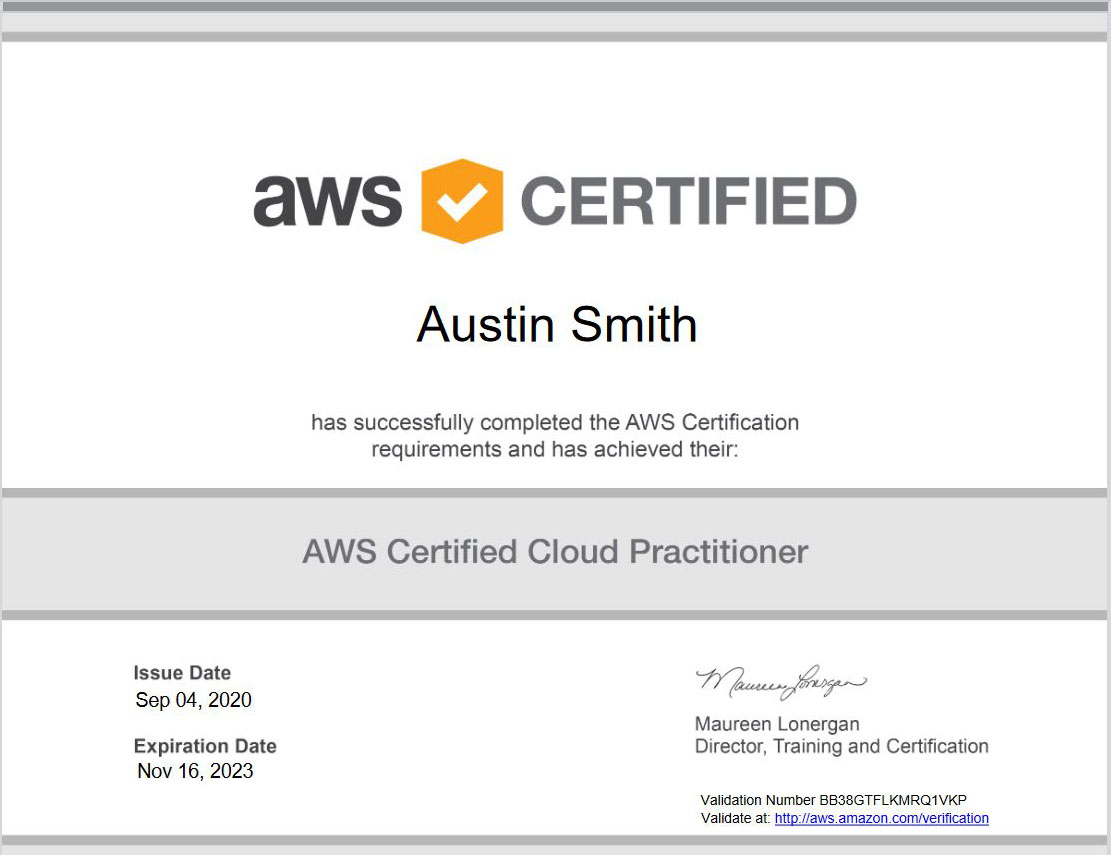 aws CERTIFIED
Austin Smith
has successfully completed the AWS Certification
requirements and has achieved their:
AWS Certified Cloud Practitioner
Issue Date
Sep 04, 2020
Expiration Date
Nov 16, 2023
Maureen Lonergan
Maureen Lonergan
Director, Training and Certification
Validation Number BB38GTFLKMRQ1VKP
Validate at: http://aws.amazon.com/verification